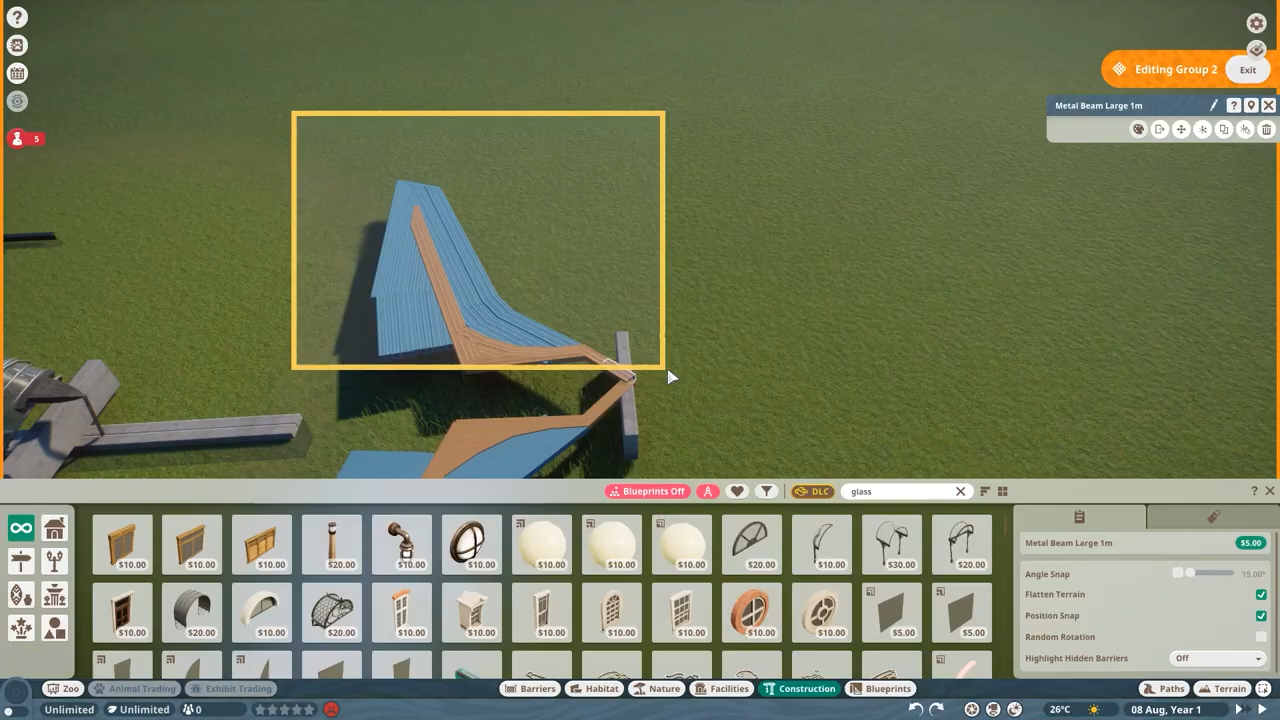 ?
Editing Group 2
Exit
Metal Beam Large 1m
?
5
Blueprints Off
DLC
glass
?
$10.00
$10.00
$10.00
$20.00
$10.00
$10.00
$10.00
$10.00
$10.00
$20.00
$10.00
$30.00
$20.00
$10.00
$20.00
$10.00
$20.00
$10.00
$10.00
$10.00
$10.00
$10.00
$10.00
$10.00
$5.00
$5.00
Metal Beam Large 1m
$5.00
Angle Snap
15.00°
Flatten Terrain
Position Snap
Random Rotation
Highlight Hidden Barriers
Off
Zoo
Animal Trading
Exhibit Trading
Barriers
Habitat
Nature
Facilities
Construction
Blueprints
Paths
Terrain
Unlimited
Unlimited
0
26°C
08 Aug, Year 1